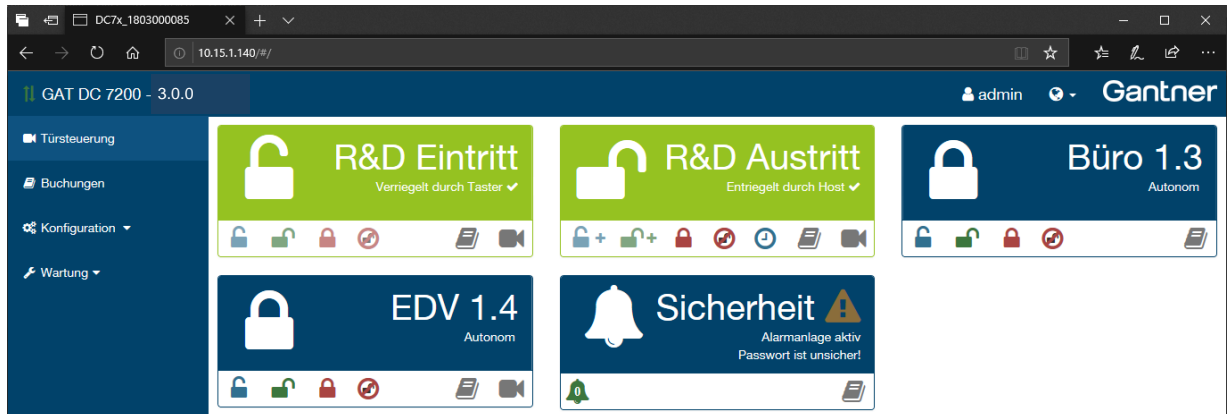 DC7x_1803000085
10.15.1.140/#/
GAT DC 7200 - 3.0.0
admin
Gantner
Türsteuerung
Buchungen
Konfiguration
Wartung
R&D Eintritt
Verriegelt durch Taster
R&D Austritt
Entriegelt durch Host
Büro 1.3
Autonom
EDV 1.4
Autonom
Sicherheit
Alarmanlage aktiv
Passwort ist unsicher!
0